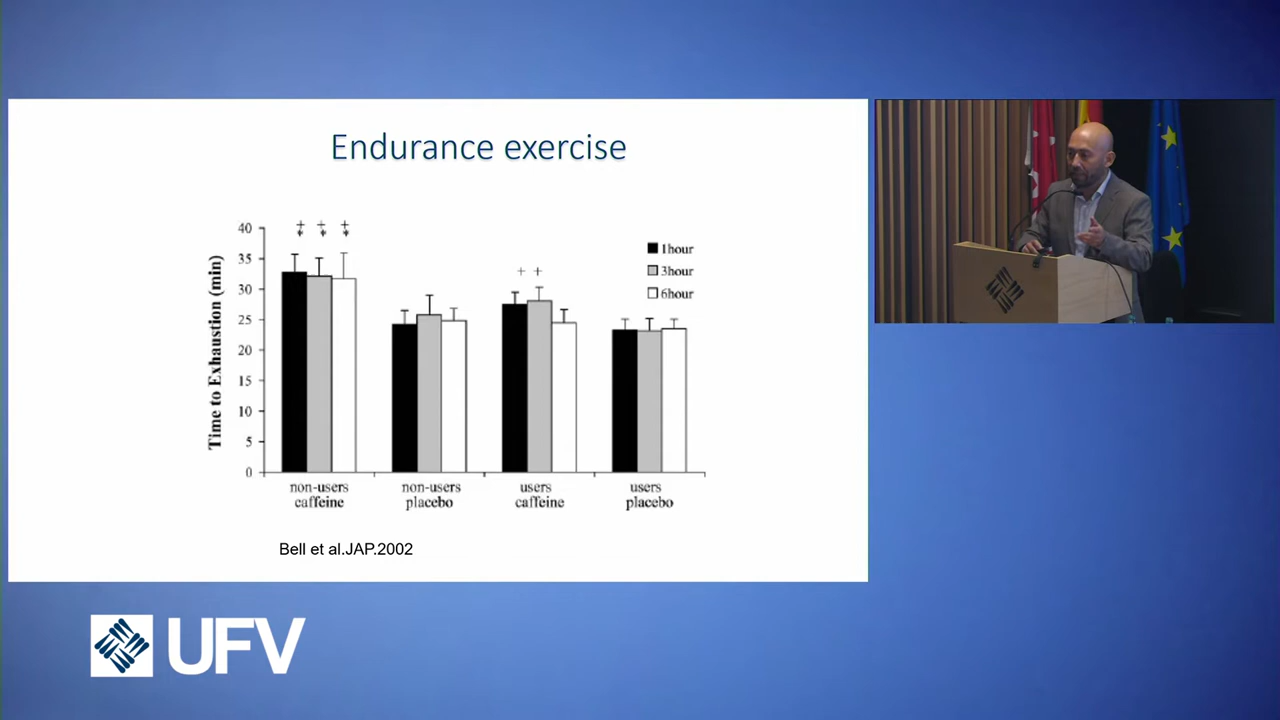 Endurance exercise
Time to Exhaustion (min)
40
35
30
25
20
15
10
5
0
+ + +
* * *
+ +
1hour
3hour
6hour
non-users
caffeine
non-users
placebo
users
caffeine
users
placebo
Bell et al.JAP.2002
UFV